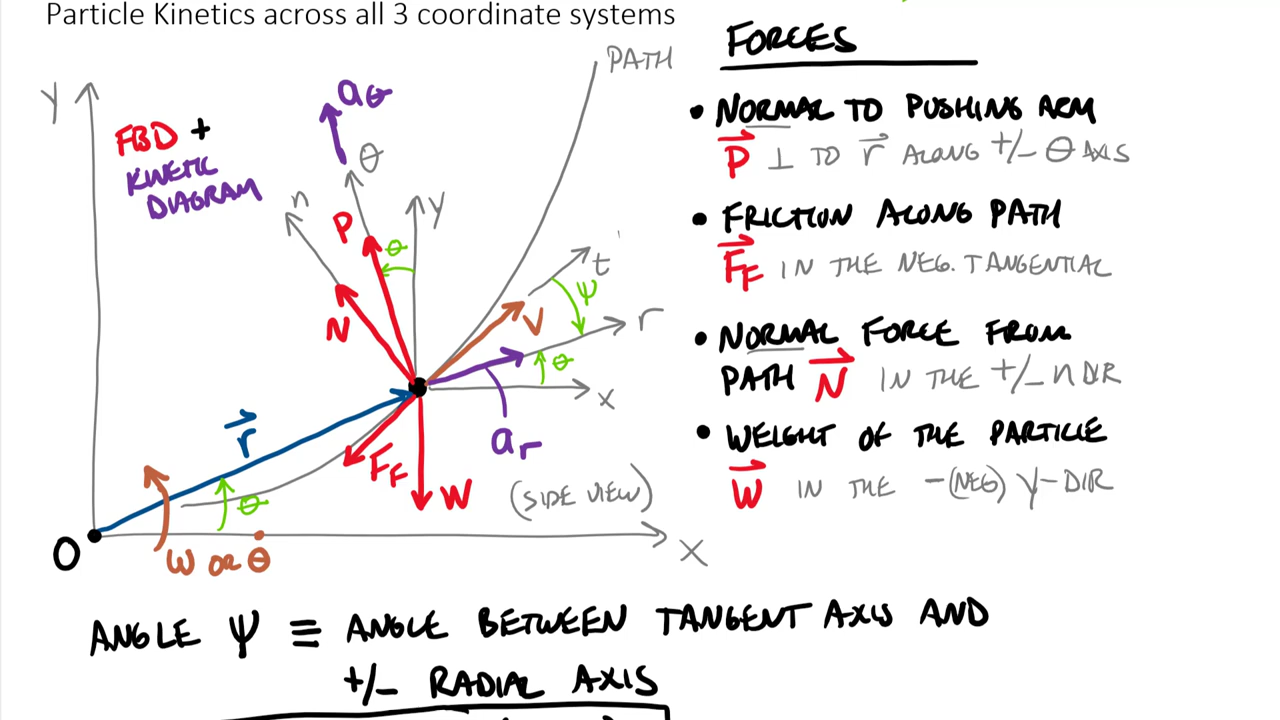 Particle Kinetics across all 3 coordinate systems
Y
FBD +
KINETIC
DIAGRAM
aθ
θ
n
P
θ
y
N
PATH
t
ψ
V
r
θ
x
ar
r
FF
W
(SIDE VIEW)
θ
O
ω OR θ̇
X
FORCES
• NORMAL TO PUSHING ARM
P ⊥ TO r ALONG +/- θ AXIS
• FRICTION ALONG PATH
FF IN THE NEG. TANGENTIAL
• NORMAL FORCE FROM
PATH N IN THE +/- n DIR
• WEIGHT OF THE PARTICLE
W IN THE -(NEG) Y-DIR
ANGLE ψ ≡ ANGLE BETWEEN TANGENT AXIS AND
+/- RADIAL AXIS